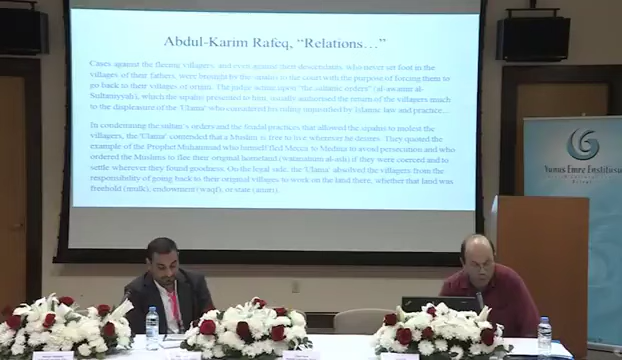 Abdul-Karim Rafeq, “Relations…”
Cases against the fleeing villagers, and even against their descendants, who never set foot in the
villages of their fathers, were brought by the sipahis to the court with the purpose of forcing them to
go back to their villages of origin. The judge acting upon "the sultanic orders" (al-awamir al-
Sultaniyyah), which the sipahis presented to him, usually authorised the return of the villagers much
to the displeasure of the 'Ulama' who considered his ruling unjustified by Islamic law and practice…
In condemning the sultan's orders and the feudal practices that allowed the sipahis to molest the
villagers, the 'Ulama' contended that a Muslim is free to live wherever he desires. They quoted the
example of the Prophet Muhammad who himself fled Mecca to Medina to avoid persecution and who
ordered the Muslims to flee their original homeland (watanuhum al-asli) if they were coerced and to
settle wherever they found goodness. On the legal side, the 'Ulama' absolved the villagers from the
responsibility of going back to their original villages to work on the land there, whether that land was
freehold (mulk), endowment (waqf), or state (amiri).
Yunus Emre Enstitüsü